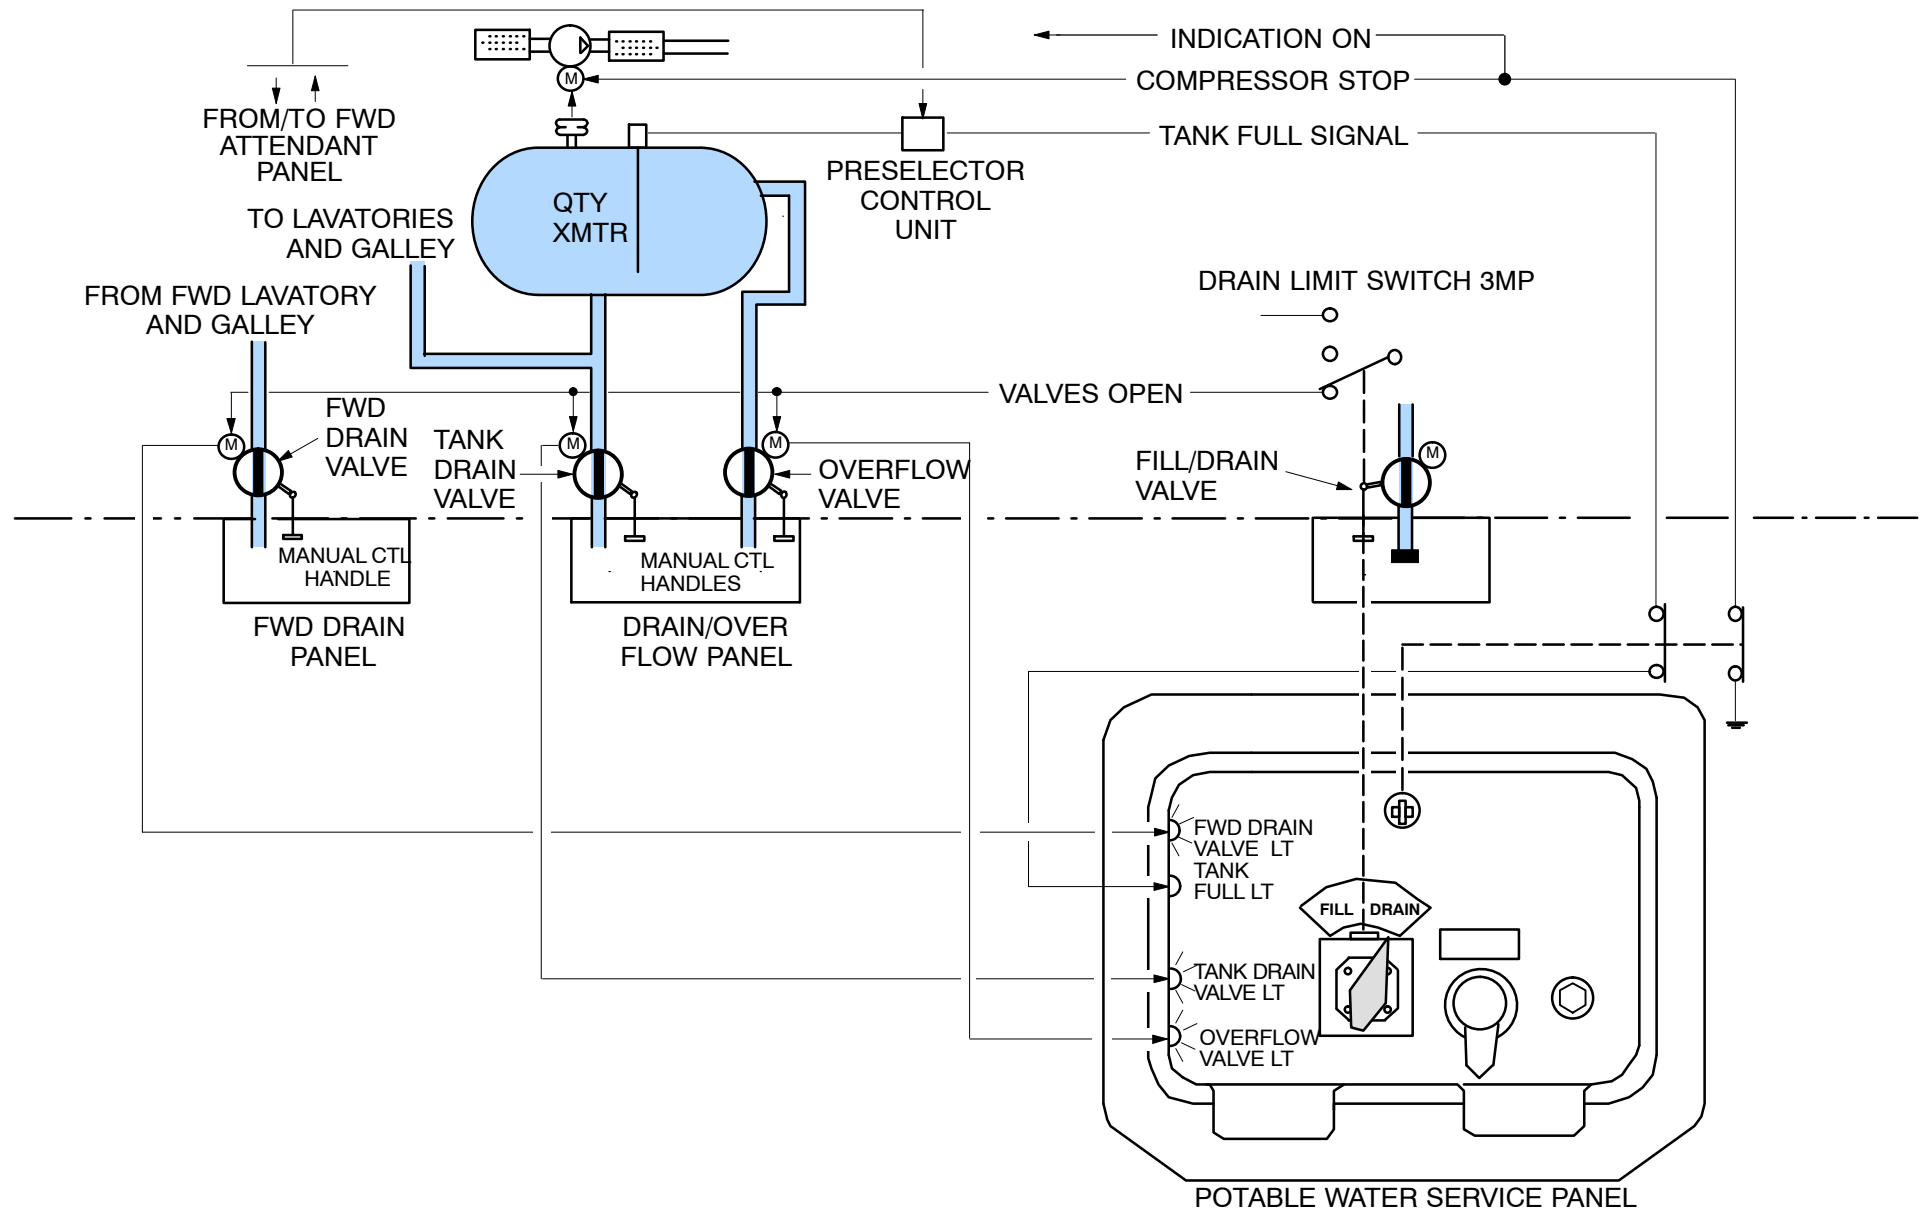 INDICATION ON
COMPRESSOR STOP
M
FROM/TO FWD
ATTENDANT
PANEL
TANK FULL SIGNAL
PRESELECTOR
CONTROL
UNIT
QTY
XMTR
TO LAVATORIES
AND GALLEY
FROM FWD LAVATORY
AND GALLEY
DRAIN LIMIT SWITCH 3MP
VALVES OPEN
M
FWD
DRAIN
VALVE
TANK
DRAIN
VALVE
M
M
OVERFLOW
VALVE
FILL/DRAIN
VALVE
M
MANUAL CTL
HANDLE
MANUAL CTL
HANDLES
FWD DRAIN
PANEL
DRAIN/OVER
FLOW PANEL
FWD DRAIN
VALVE LT
TANK
FULL LT
FILL DRAIN
TANK DRAIN
VALVE LT
OVERFLOW
VALVE LT
POTABLE WATER SERVICE PANEL